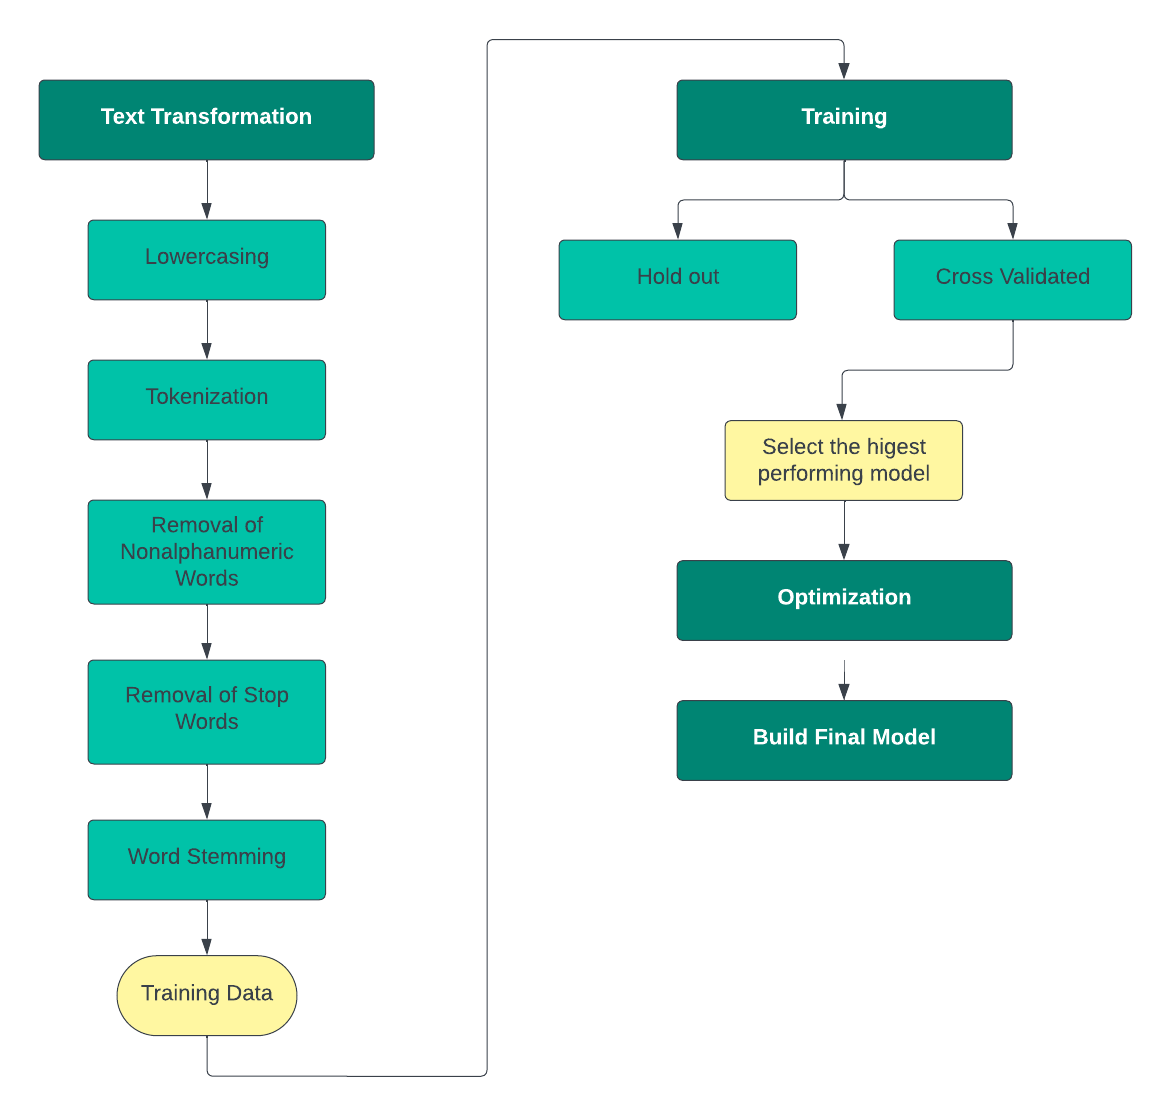 Text Transformation
Lowercasing
Tokenization
Removal of
Nonalphanumeric
Words
Removal of Stop
Words
Word Stemming
Training Data
Training
Hold out
Cross Validated
Select the higest
performing model
Optimization
Build Final Model